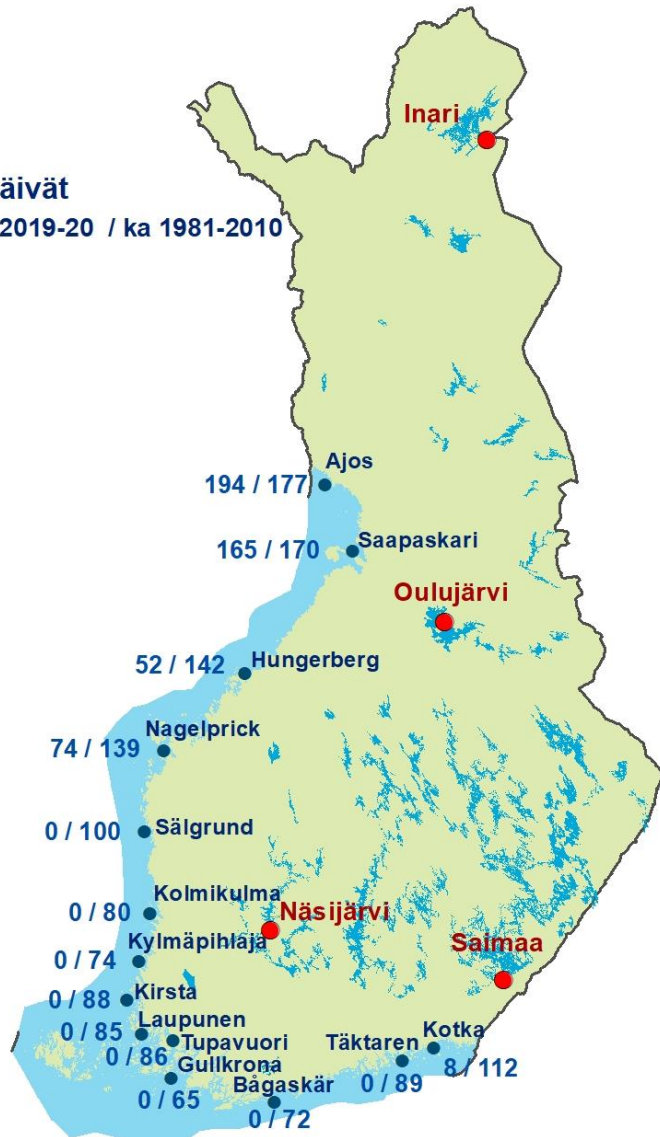 Inari
äivät
2019-20 / ka 1981-2010
Ajos
194 / 177
165 / 170 Saapaskari
Oulujärvi
52 / 142 Hungerberg
Nagelprick
74 / 139
0 / 100 Sälgrund
Kolmikulma
0 / 80 Näsijärvi
Kylmäpihlaja
0 / 74 Saimaa
0 / 88 Kirsta
Laupunen
0 / 85 Tupavuori
0 / 86
Täktaren Kotka
Gullkrona
0 / 65
Bågaskär
0 / 72
0 / 89
8 / 112